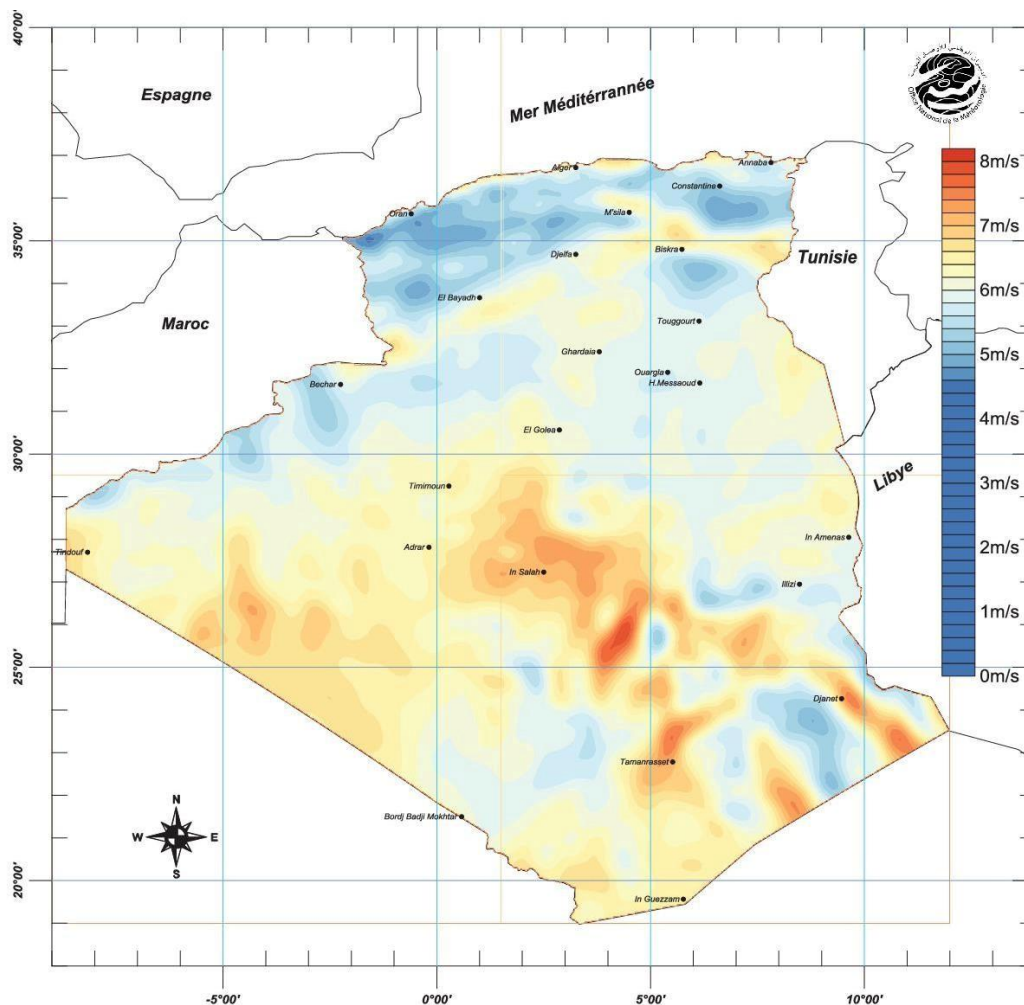 40°00'
Espagne
Mer Méditérrannée
Office National de la Météorologie
Alger
Annaba
8m/s
Constantine
M'sila
Oran
7m/s
35°00'
Biskra
Djelfa
Tunisie
6m/s
El Bayadh
Maroc
Touggourt
Ghardaia
5m/s
Ouargla
H.Messaoud
Bechar
4m/s
El Golea
30°00'
Libye
3m/s
Timimoun
In Amenas
2m/s
Tindouf
Adrar
In Salah
Illizi
1m/s
25°00'
0m/s
Djanet
Tamanrasset
Bordj Badji Mokhtar
N
W
E
S
20°00'
In Guezzam
-5°00'
0°00'
5°00'
10°00'